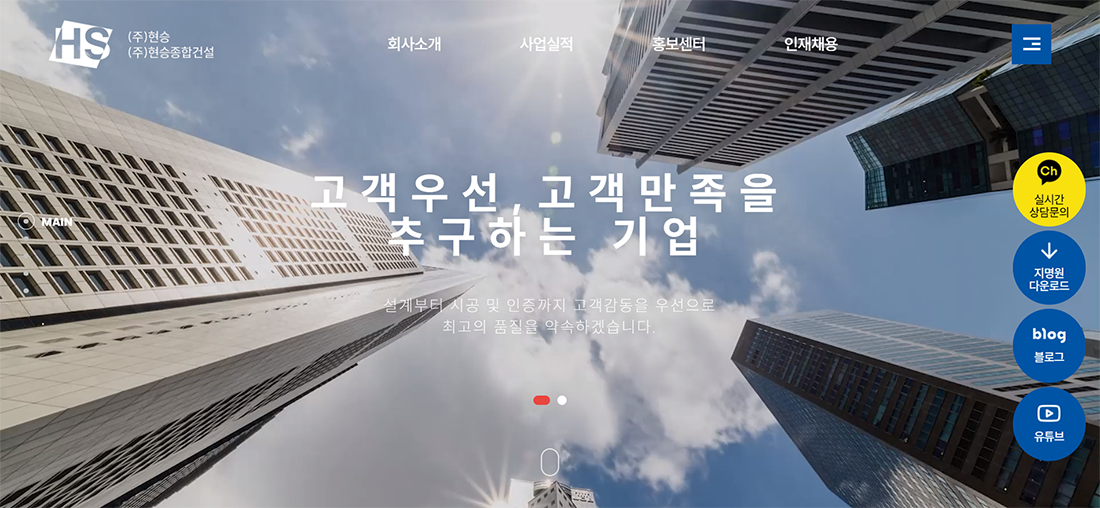 HS
(주)현승
(주)현승종합건설
회사소개
사업실적
홍보센터
인재채용
MAIN
고객우선, 고객만족을
추구하는 기업
설계부터 시공 및 인증까지 고객감동을 우선으로
최고의 품질을 약속하겠습니다.
Ch
실시간
상담문의
지명원
다운로드
blog
블로그
유튜브